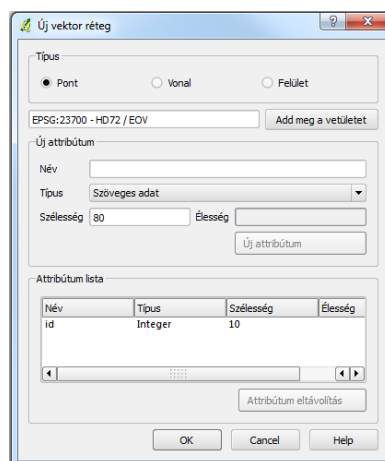 Új vektor réteg
Típus
Pont Vonal Felület
EPSG:23700 - HD72 / EOV Add meg a vetületet
Új attribútum
Név
Típus Szöveges adat
Szélesség 80 Élesség
Új attribútum
Attribútum lista
Név Típus Szélesség Élesség
id Integer 10
Attribútum eltávolítás
OK Cancel Help